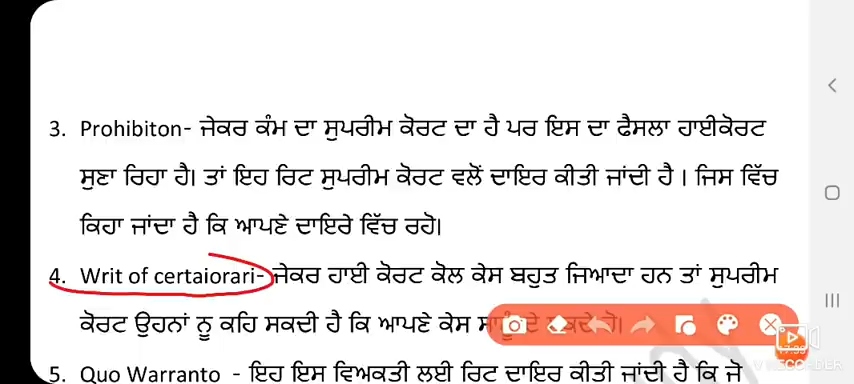 3. Prohibiton- ਜੇਕਰ ਕੰਮ ਦਾ ਸੁਪਰੀਮ ਕੋਰਟ ਦਾ ਹੈ ਪਰ ਇਸ ਦਾ ਫੈਸਲਾ ਹਾਈਕੋਰਟ
ਸੁਣਾ ਰਿਹਾ ਹੈ। ਤਾਂ ਇਹ ਰਿਟ ਸੁਪਰੀਮ ਕੋਰਟ ਵਲੋਂ ਦਾਇਰ ਕੀਤੀ ਜਾਂਦੀ ਹੈ । ਜਿਸ ਵਿੱਚ
ਕਿਹਾ ਜਾਂਦਾ ਹੈ ਕਿ ਆਪਣੇ ਦਾਇਰੇ ਵਿੱਚ ਰਹੋ।
4. Writ of certaiorari- ਜੇਕਰ ਹਾਈ ਕੋਰਟ ਕੋਲ ਕੇਸ ਬਹੁਤ ਜਿਆਦਾ ਹਨ ਤਾਂ ਸੁਪਰੀਮ
ਕੋਰਟ ਉਹਨਾਂ ਨੂ ਕਹਿ ਸਕਦੀ ਹੈ ਕਿ ਆਪਣੇ ਕੇਸ
5. Quo Warranto - ਇਹ ਇਸ ਵਿਅਕਤੀ ਲਈ ਰਿਟ ਦਾਇਰ ਕੀਤੀ ਜਾਂਦੀ ਹੈ ਕਿ ਜੋ